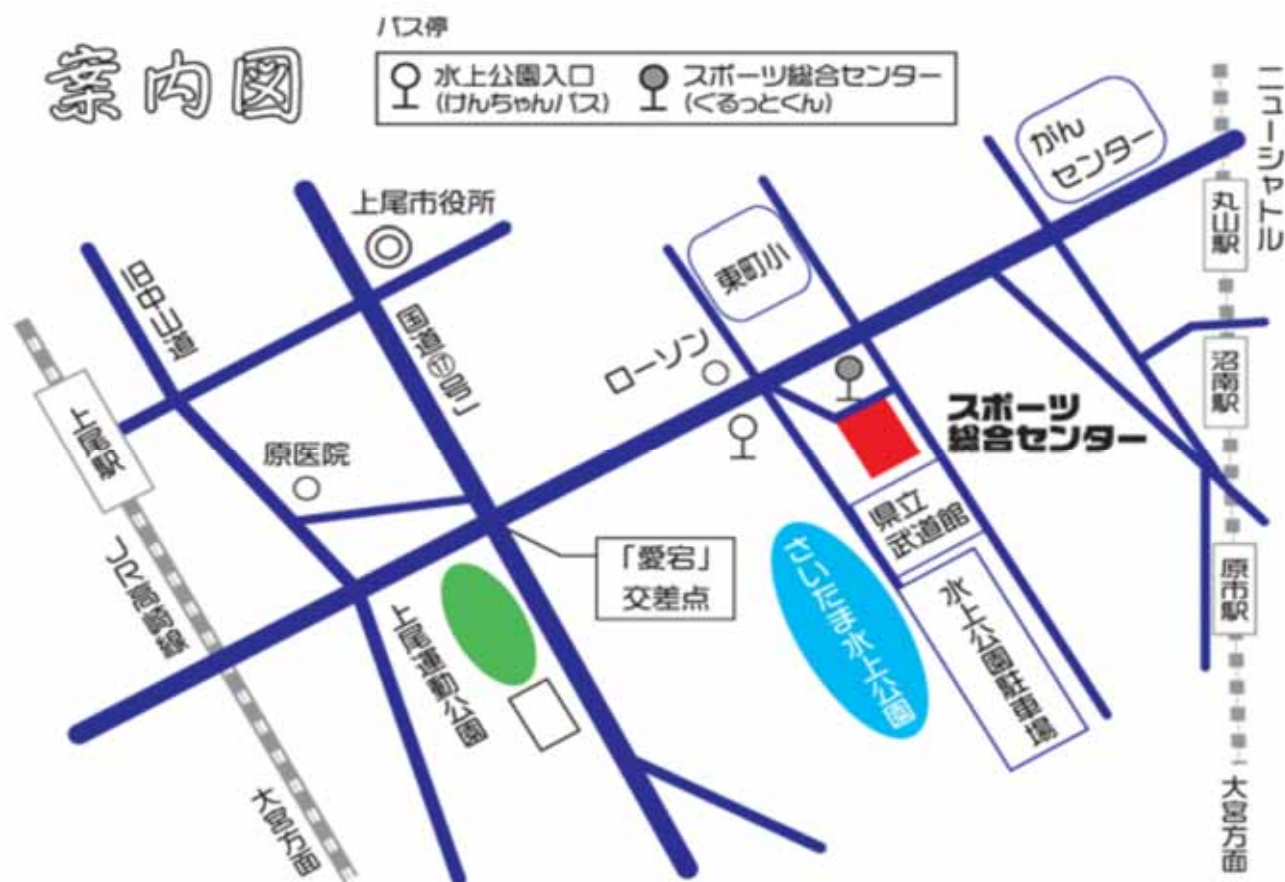 案内図
バス停
水上公園入口
(けんちゃんバス)
スポーツ総合センター
(ぐるっとくん)
ニューシャトル
がん
センター
丸山駅
上尾市役所
旧中山道
国道⑰号
東町小
ローソン
沼南駅
上尾駅
原医院
スポーツ
総合センター
県立
武道館
「愛宕」
交差点
さいたま水上公園
水上公園駐車場
原市駅
JR高崎線
上尾運動公園
大宮方面
大宮方面